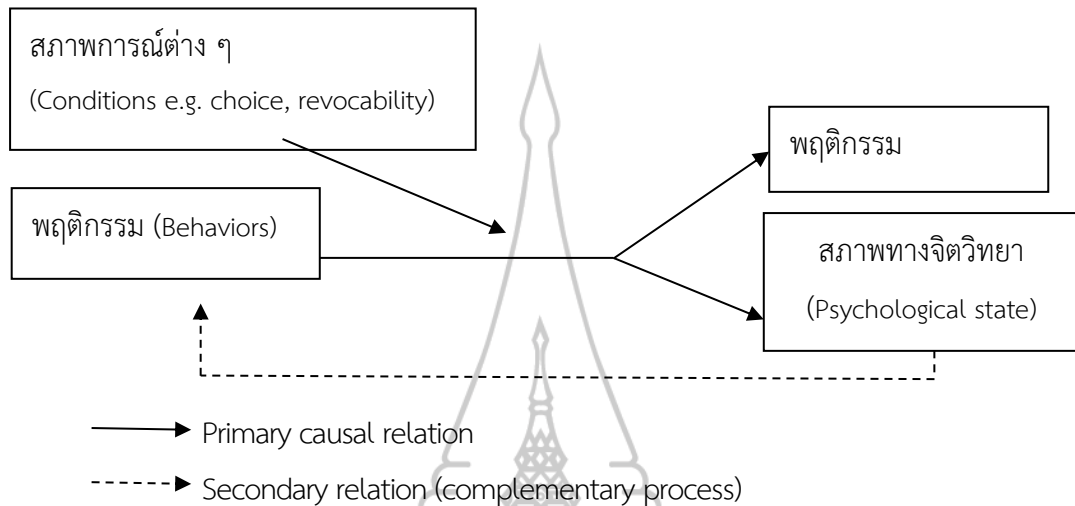 สภาพการณ์ต่าง ๆ
(Conditions e.g. choice, revocability)
พฤติกรรม
พฤติกรรม (Behaviors)
สภาพทางจิตวิทยา
(Psychological state)
Primary causal relation
Secondary relation (complementary process)